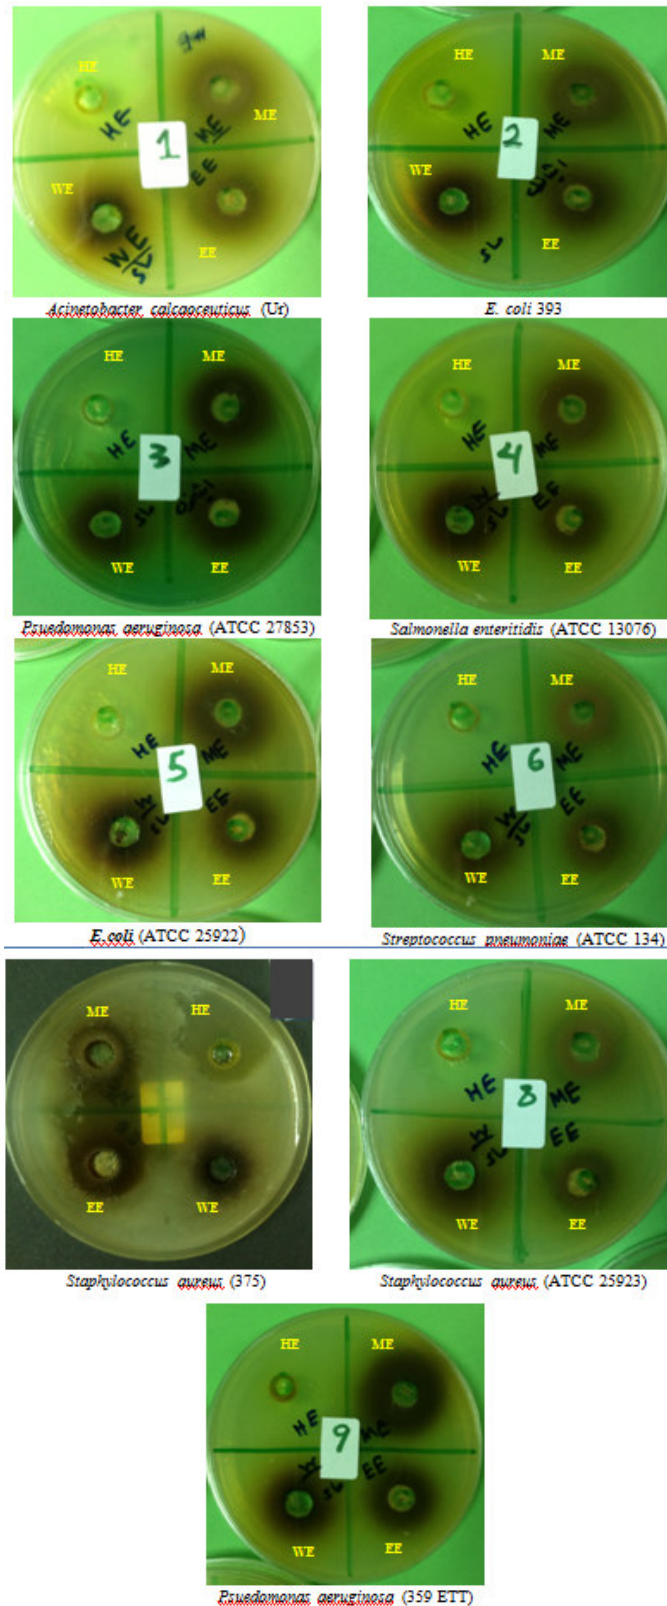 HE
ME
HE
ME
1
EE
WE
EE
WE
SL
Acinetobacter calcaoceuticus (Ur)
HE
ME
HE
ME
2
WE
EE
SL
E. coli 393
HE
ME
HE
ME
3
SL
WE
EE
Psuedomonas aeruginosa (ATCC 27853)
HE
ME
HE
ME
4
W
SL
EE
WE
EE
Salmonella enteritidis (ATCC 13076)
HE
ME
HE
ME
5
W
SL
EE
WE
EE
E.coli (ATCC 25922)
HE
ME
HE
ME
6
W
SL
EE
WE
EE
Streptococcus pneumoniae (ATCC 134)
ME
HE
EE
WE
Staphylococcus aureus (375)
HE
ME
HE
ME
8
W
SL
EE
WE
EE
Staphylococcus aureus (ATCC 25923)
HE
ME
HE
ME
9
W
SL
EE
WE
EE
Psuedomonas aeruginosa (359 ETT)